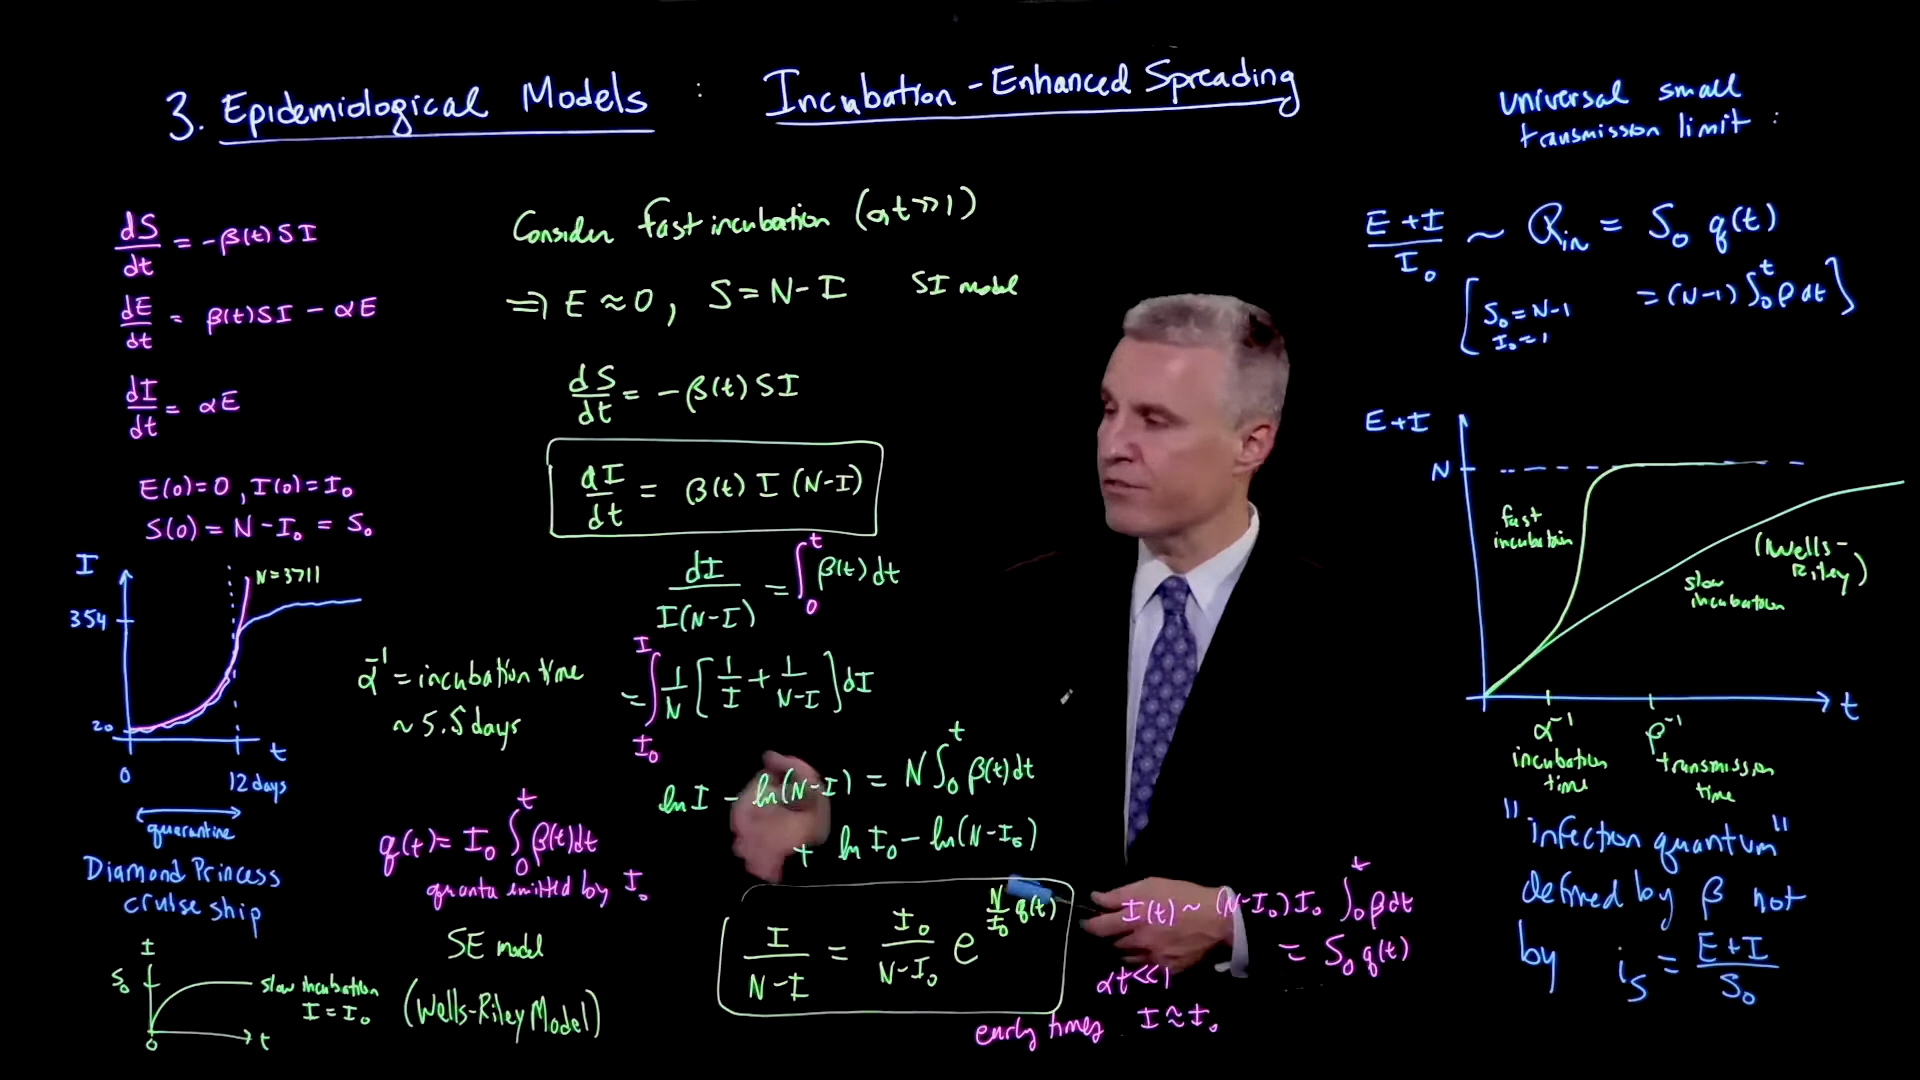 3. Epidemiological Models : Incubation-Enhanced Spreading
dS/dt = -β(t)SI
dE/dt = β(t)SI - αE
dI/dt = αE
E(0)=0, I(0)=I₀
S(0) = N - I₀ = S₀
I
N=3711
354
20
0
12 days
t
quarantine
Diamond Princess
cruise ship
I
S₀
slow incubation
I = I₀
0
t
α⁻¹ = incubation time
~ 5.5 days
q(t) = I₀ ∫₀ᵗ β(t)dt
quanta emitted by I₀
SE model
(Wells-Riley Model)
Consider fast incubation (αt >> 1)
⇒ E ≈ 0, S = N - I SI model
dS/dt = -β(t) SI
dI/dt = β(t) I (N-I)
dI/I(N-I) = ∫₀ᵗ β(t) dt
= ∫_{I₀}^{I} 1/N [1/I + 1/N-I] dI
ln I - ln(N-I) = N ∫₀ᵗ β(t)dt
+ ln I₀ - ln(N-I₀)
I/N-I = I₀/N-I₀ e^{N/I₀ q(t)}
I(t) ~ (N-I₀) I₀ ∫₀ᵗ β dt
= S₀ q(t)
αt << 1
early times I ≈ I₀
universal small
transmission limit :
E+I/I₀ ~ Qin = S₀ q(t)
[S₀ = N-1 = (N-1) ∫₀ᵗ β dt]
I₀ = 1
E+I
N
fast
incubation
(Wells-
Riley)
slow
incubation
t
α⁻¹
incubation
time
β⁻¹
transmission
time
"infection quantum"
defined by β not
by iₛ = E+I/S₀